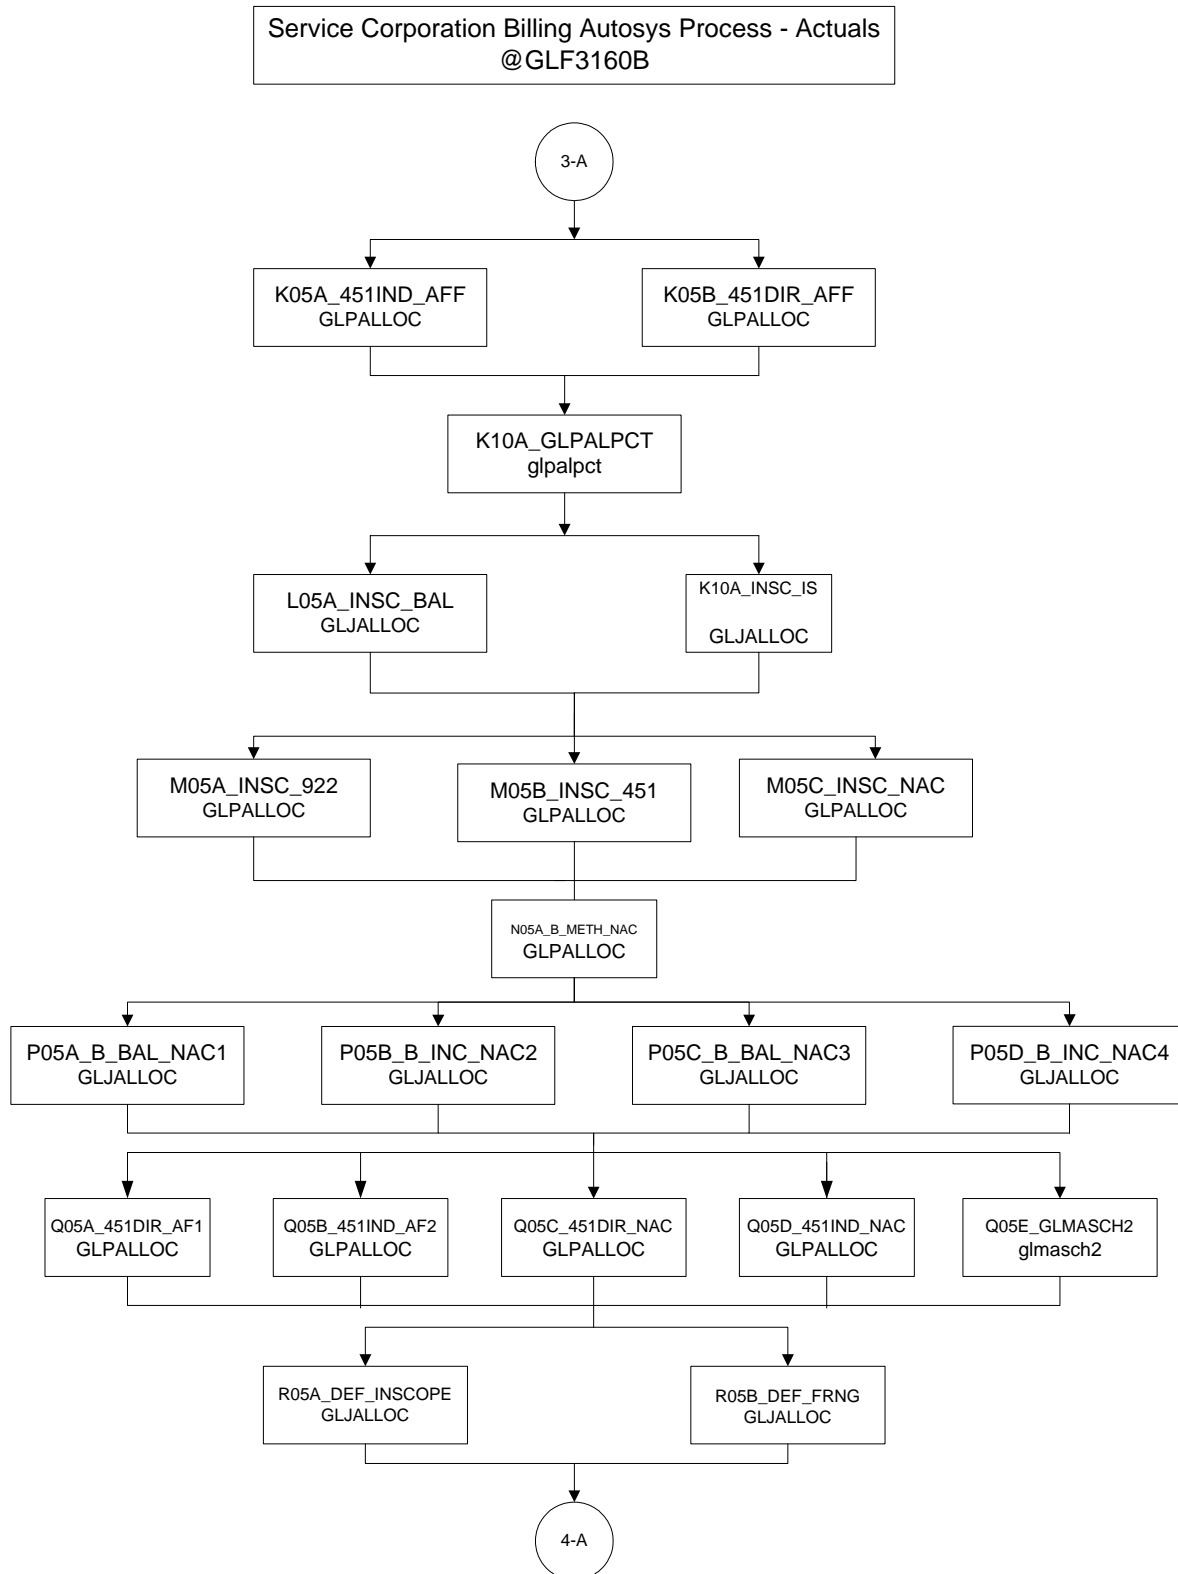 Service Corporation Billing Autosys Process - Actuals
@GLF3160B
3-A
K05A_451IND_AFF
GLPALLOC
K05B_451DIR_AFF
GLPALLOC
K10A_GLPALPCT
glpalpct
L05A_INSC_BAL
GLJALLOC
K10A_INSC_IS
GLJALLOC
M05A_INSC_922
GLPALLOC
M05B_INSC_451
GLPALLOC
M05C_INSC_NAC
GLPALLOC
N05A_B_METH_NAC
GLPALLOC
P05A_B_BAL_NAC1
GLJALLOC
P05B_B_INC_NAC2
GLJALLOC
P05C_B_BAL_NAC3
GLJALLOC
P05D_B_INC_NAC4
GLJALLOC
Q05A_451DIR_AF1
GLPALLOC
Q05B_451IND_AF2
GLPALLOC
Q05C_451DIR_NAC
GLPALLOC
Q05D_451IND_NAC
GLPALLOC
Q05E_GLMASCH2
glmasch2
R05A_DEF_INSCOPE
GLJALLOC
R05B_DEF_FRNG
GLJALLOC
4-A